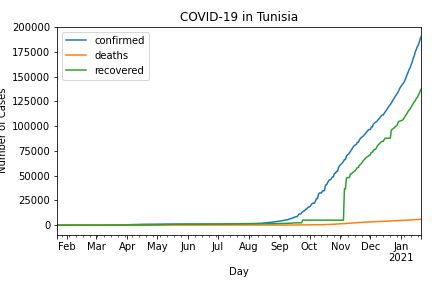 COVID-19 in Tunisia
200000
175000
150000
125000
100000
75000
50000
25000
0
Number of Cases
confirmed
deaths
recovered
Feb Mar Apr May Jun Jul Aug Sep Oct Nov Dec Jan
2021
Day